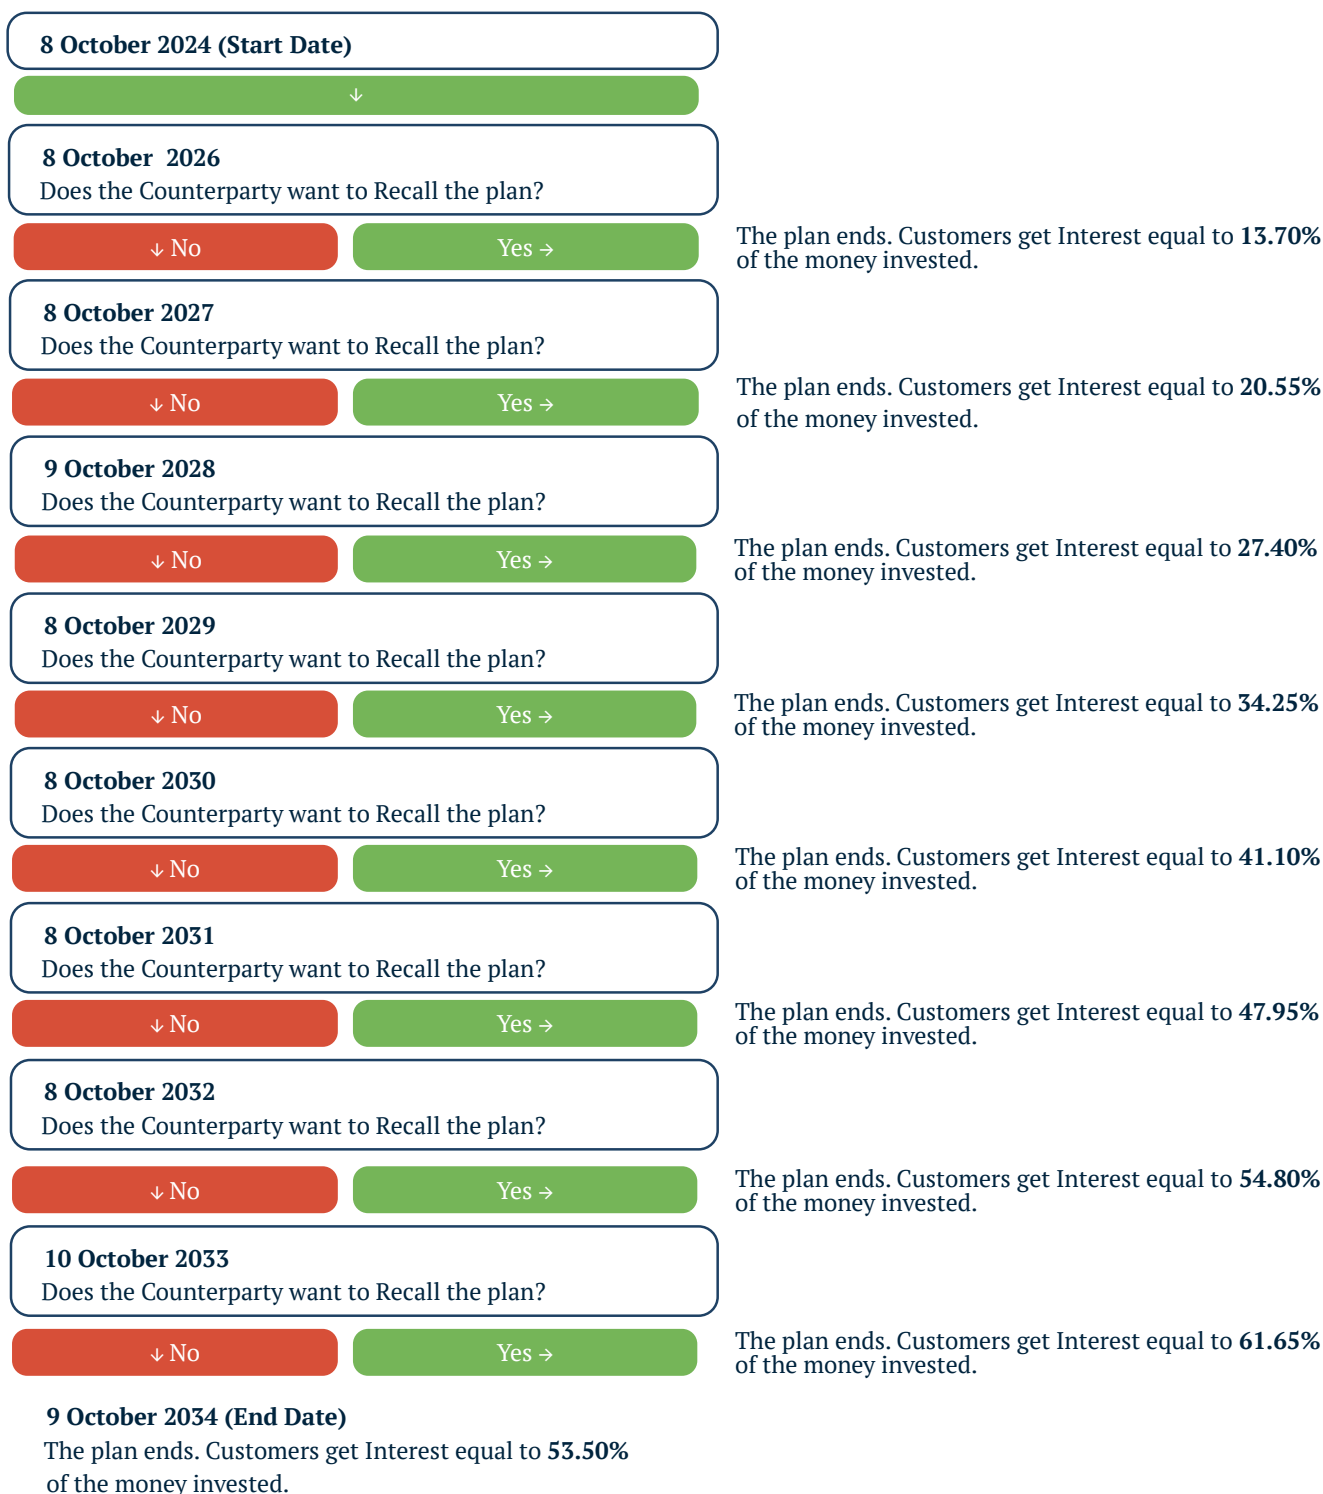 8 October 2024 (Start Date)
↓
8 October  2026
Does the Counterparty want to Recall the plan?
↓ No
Yes →
The plan ends. Customers get Interest equal to 13.70%
of the money invested.
8 October 2027
Does the Counterparty want to Recall the plan?
↓ No
Yes →
The plan ends. Customers get Interest equal to 20.55%
of the money invested.
9 October 2028
Does the Counterparty want to Recall the plan?
↓ No
Yes →
The plan ends. Customers get Interest equal to 27.40%
of the money invested.
8 October 2029
Does the Counterparty want to Recall the plan?
↓ No
Yes →
The plan ends. Customers get Interest equal to 34.25%
of the money invested.
8 October 2030
Does the Counterparty want to Recall the plan?
↓ No
Yes →
The plan ends. Customers get Interest equal to 41.10%
of the money invested.
8 October 2031
Does the Counterparty want to Recall the plan?
↓ No
Yes →
The plan ends. Customers get Interest equal to 47.95%
of the money invested.
8 October 2032
Does the Counterparty want to Recall the plan?
↓ No
Yes →
The plan ends. Customers get Interest equal to 54.80%
of the money invested.
10 October 2033
Does the Counterparty want to Recall the plan?
↓ No
Yes →
The plan ends. Customers get Interest equal to 61.65%
of the money invested.
9 October 2034 (End Date)
The plan ends. Customers get Interest equal to 53.50%
of the money invested.